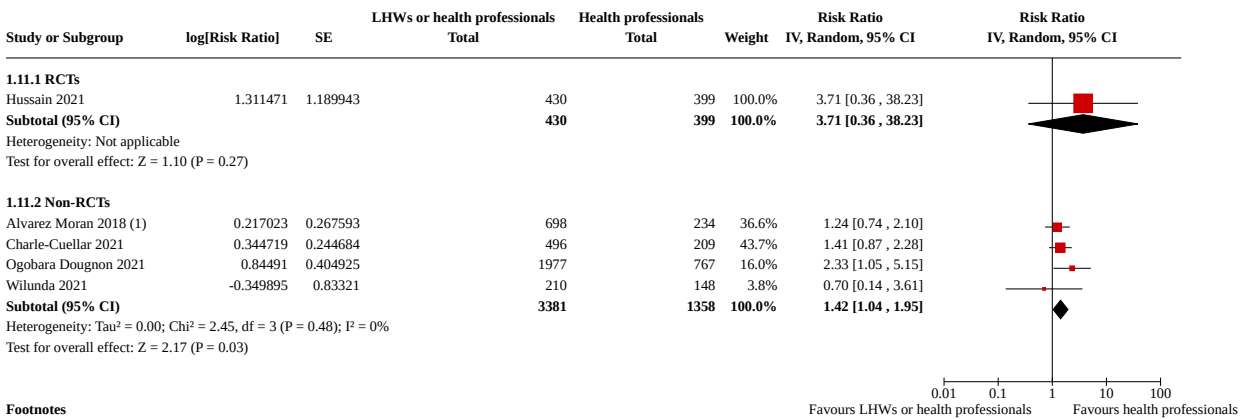 LHWs or health professionals Health professionals Risk Ratio Risk Ratio
Study or Subgroup log[Risk Ratio] SE Total Total Weight IV, Random, 95% CI IV, Random, 95% CI
1.11.1 RCTs
Hussain 2021 1.311471 1.189943 430 399 100.0% 3.71 [0.36 , 38.23]
Subtotal (95% CI) 430 399 100.0% 3.71 [0.36 , 38.23]
Heterogeneity: Not applicable
Test for overall effect: Z = 1.10 (P = 0.27)
1.11.2 Non-RCTs
Alvarez Moran 2018 (1) 0.217023 0.267593 698 234 36.6% 1.24 [0.74 , 2.10]
Charle-Cuellar 2021 0.344719 0.244684 496 209 43.7% 1.41 [0.87 , 2.28]
Ogobara Dougnon 2021 0.84491 0.404925 1977 767 16.0% 2.33 [1.05 , 5.15]
Wilunda 2021 -0.349895 0.83321 210 148 3.8% 0.70 [0.14 , 3.61]
Subtotal (95% CI) 3381 1358 100.0% 1.42 [1.04 , 1.95]
Heterogeneity: Tau² = 0.00; Chi² = 2.45, df = 3 (P = 0.48); I² = 0%
Test for overall effect: Z = 2.17 (P = 0.03)
0.01 0.1 1 10 100
Footnotes Favours LHWs or health professionals Favours health professionals